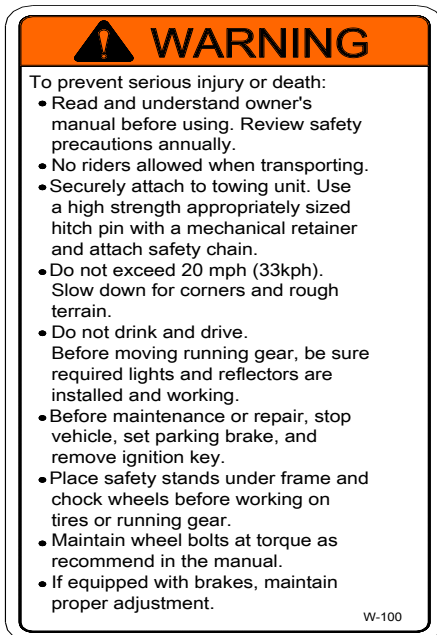 WARNING
To prevent serious injury or death:
• Read and understand owner's
manual before using. Review safety
precautions annually.
• No riders allowed when transporting.
• Securely attach to towing unit. Use
a high strength appropriately sized
hitch pin with a mechanical retainer
and attach safety chain.
• Do not exceed 20 mph (33kph).
Slow down for corners and rough
terrain.
• Do not drink and drive.
Before moving running gear, be sure
required lights and reflectors are
installed and working.
• Before maintenance or repair, stop
vehicle, set parking brake, and
remove ignition key.
• Place safety stands under frame and
chock wheels before working on
tires or running gear.
• Maintain wheel bolts at torque as
recommend in the manual.
• If equipped with brakes, maintain
proper adjustment.
W-100